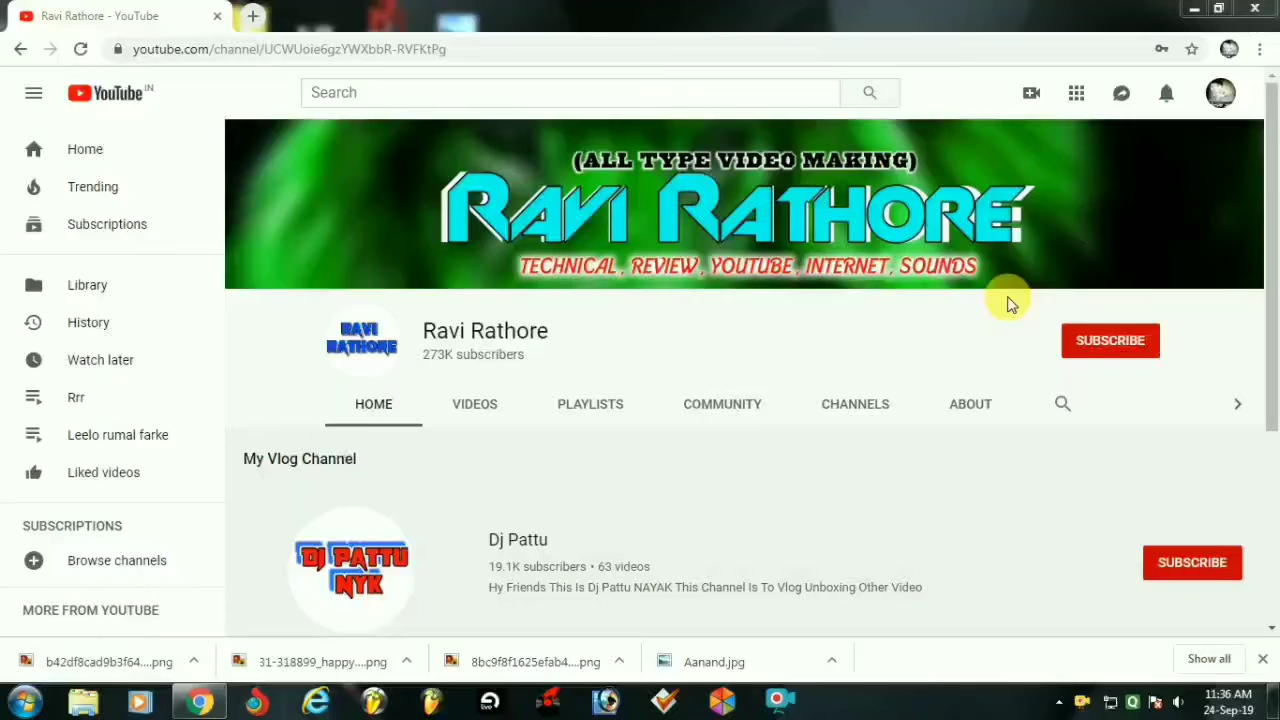 Ravi Rathore - YouTube
youtube.com/channel/UCWUoie6gzYWXbbR-RVFKtPg
YouTube IN
Search
Home
Trending
Subscriptions
Library
History
Watch later
Rrr
Leelo rumal farke
Liked videos
SUBSCRIPTIONS
Browse channels
MORE FROM YOUTUBE
(ALL TYPE VIDEO MAKING)
RAVI RATHORE
TECHNICAL, REVIEW, YOUTUBE, INTERNET, SOUNDS
RAVI
RATHORE
Ravi Rathore
273K subscribers
SUBSCRIBE
HOME VIDEOS PLAYLISTS COMMUNITY CHANNELS ABOUT
My Vlog Channel
DJ PATTU
NYK
Dj Pattu
19.1K subscribers • 63 videos
Hy Friends This Is Dj Pattu NAYAK This Channel Is To Vlog Unboxing Other Video
SUBSCRIBE
b42df8cad9b3f64....png 31-318899_happy....png 8bc9f8f1625efab4....png Aanand.jpg Show all
11:36 AM
24-Sep-19